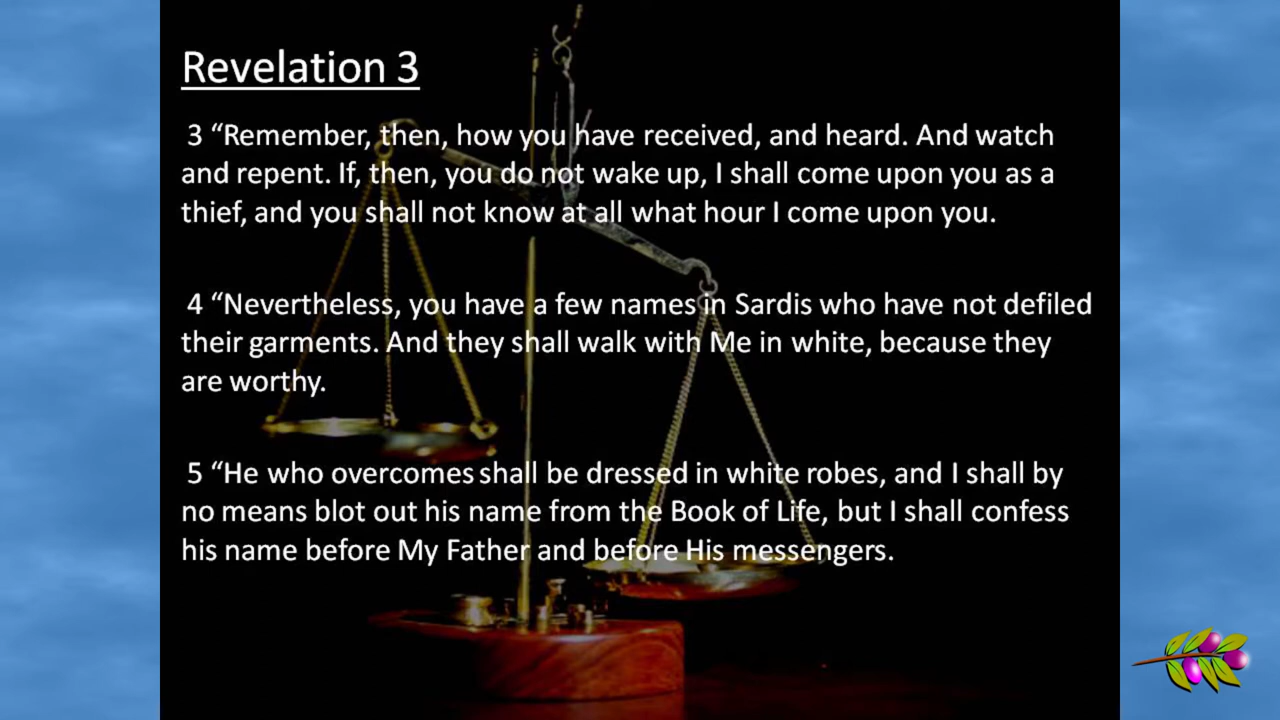 Revelation 3
3 “Remember, then, how you have received, and heard. And watch
and repent. If, then, you do not wake up, I shall come upon you as a
thief, and you shall not know at all what hour I come upon you.
4 “Nevertheless, you have a few names in Sardis who have not defiled
their garments. And they shall walk with Me in white, because they
are worthy.
5 “He who overcomes shall be dressed in white robes, and I shall by
no means blot out his name from the Book of Life, but I shall confess
his name before My Father and before His messengers.